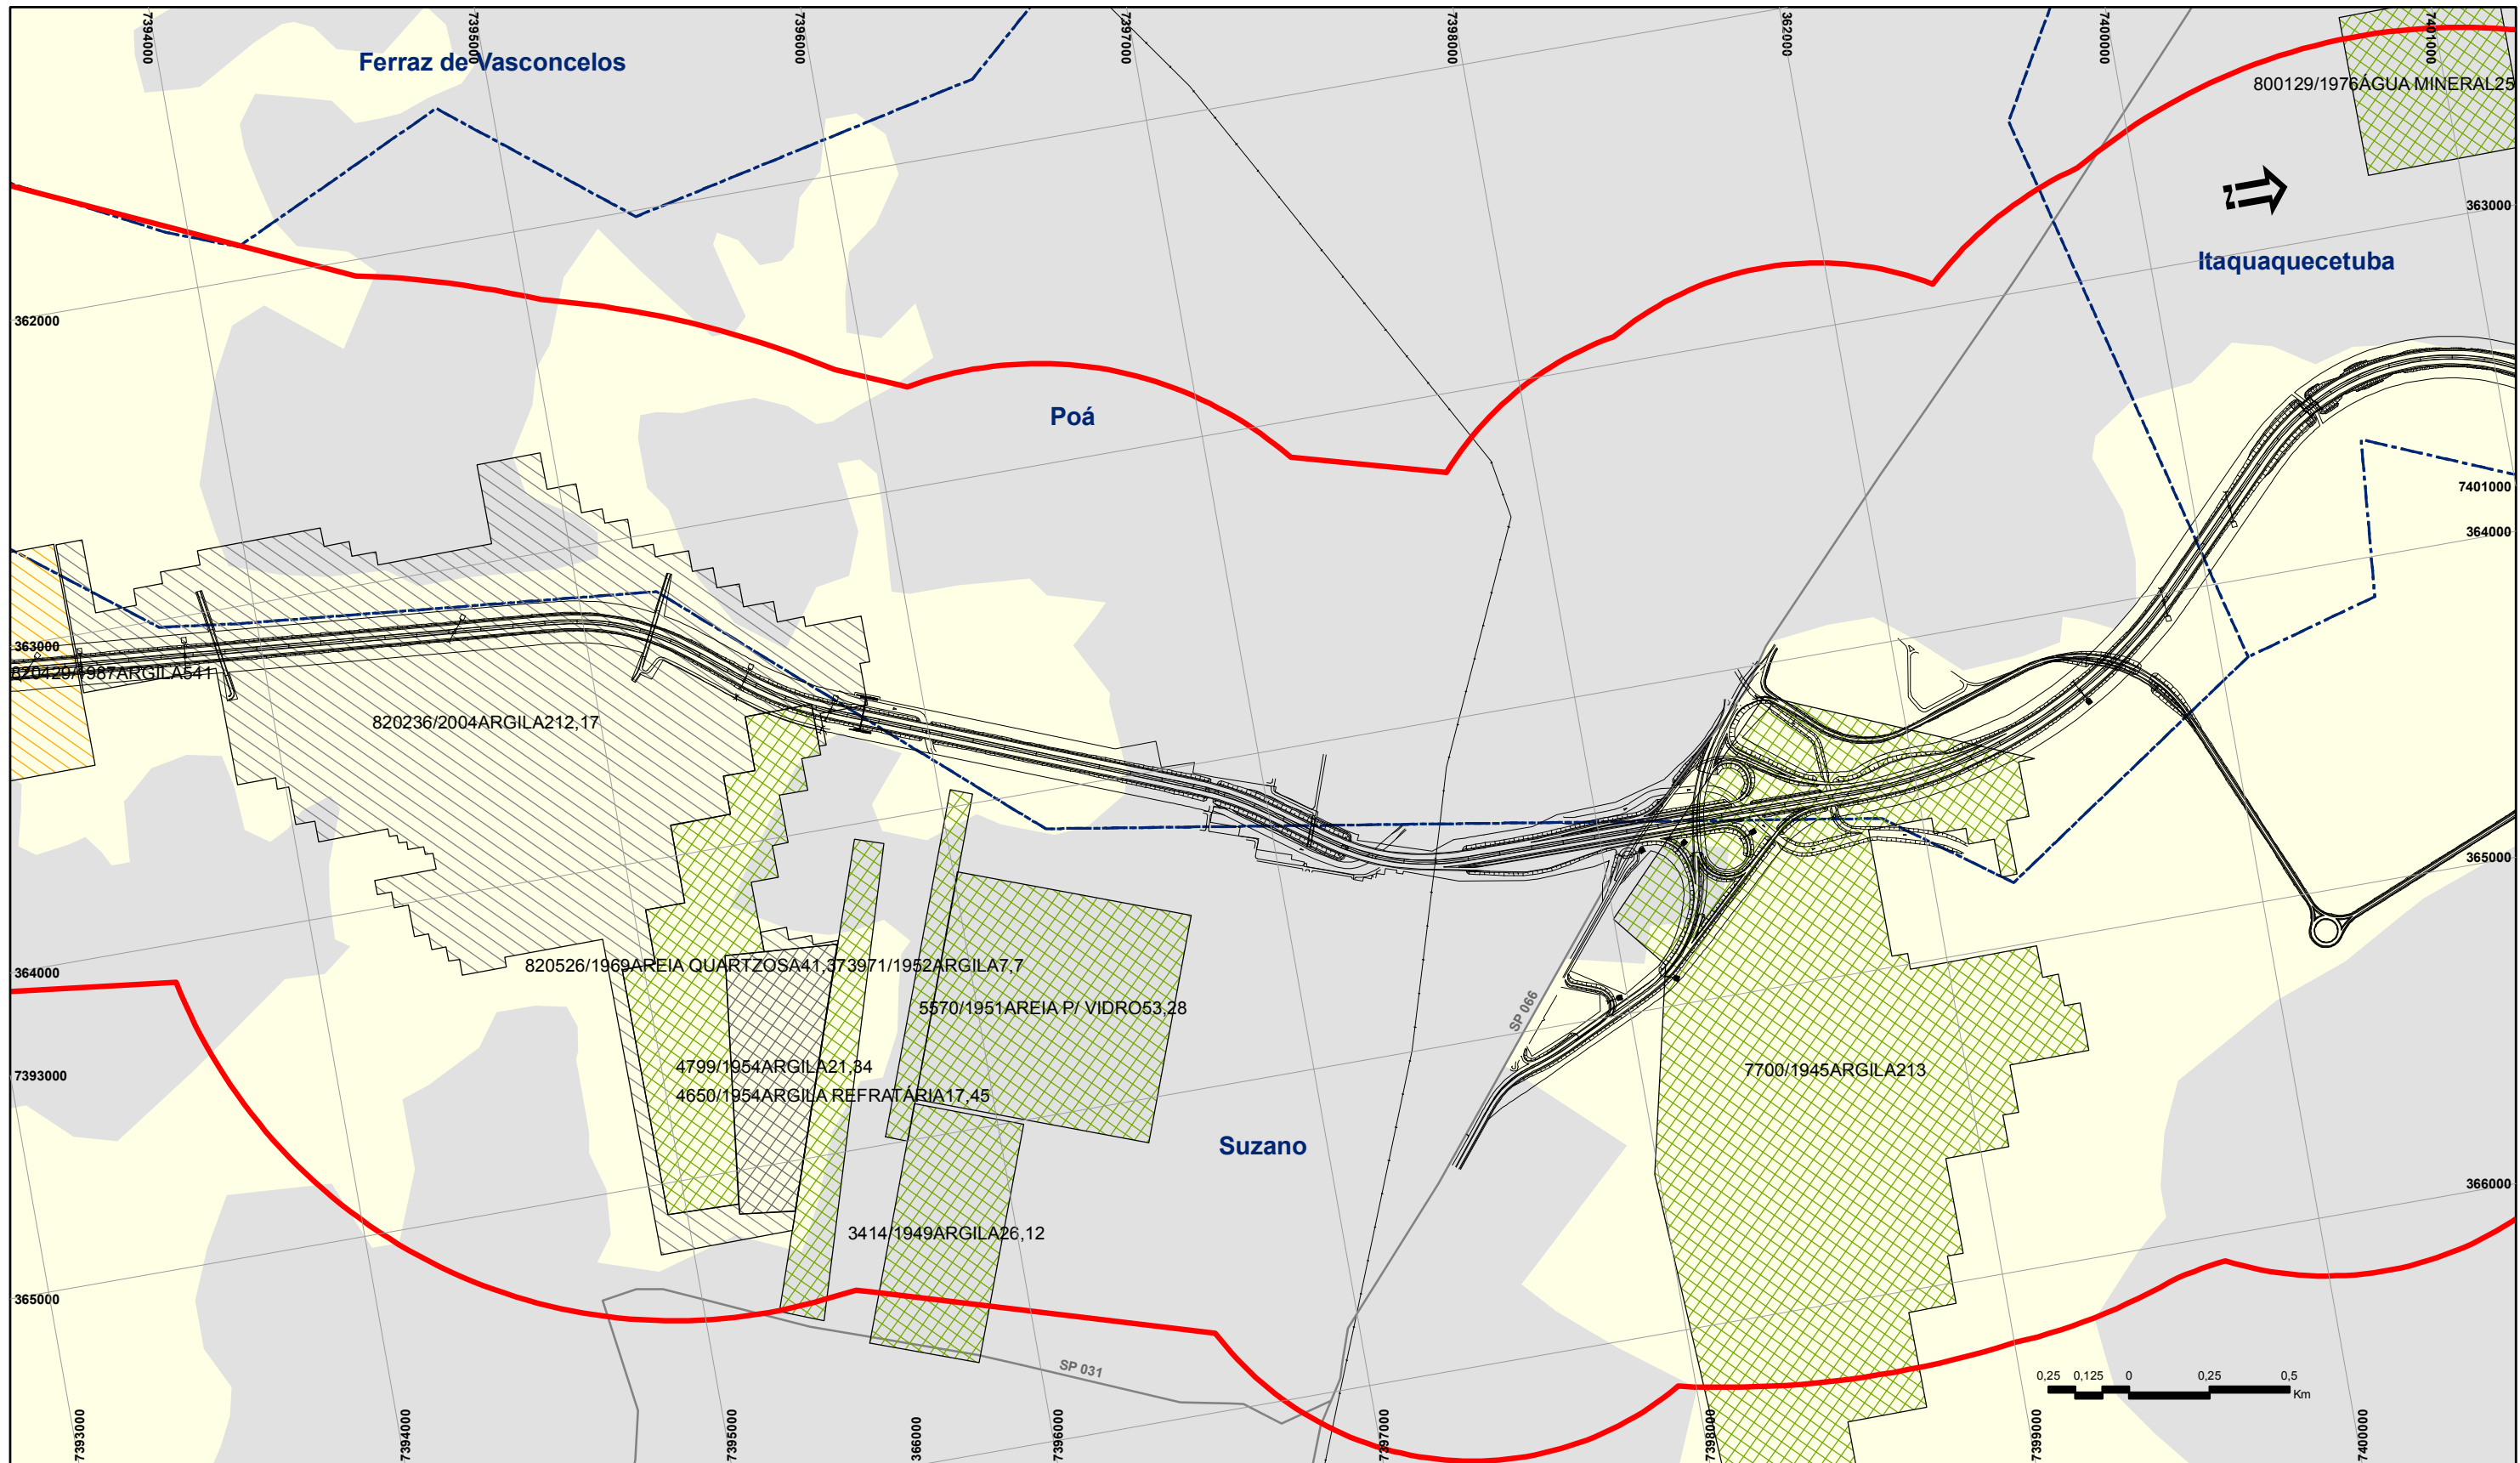 7394000
7395000
7396000
7397000
7398000
362000
7400000
7401000
Ferraz de Vasconcelos
800129/1976ÁGUA MINERAL25
N
363000
Itaquaquecetuba
362000
Poá
7401000
364000
363000
820429/1987ARGILA541
820236/2004ARGILA212,17
365000
364000
820526/1969AREIA QUARTZOSA41,373971/1952ARGILA7,7
5570/1951AREIA P/ VIDRO53,28
SP 066
7393000
4799/1954ARGILA21,34
7700/1945ARGILA213
4650/1954ARGILA REFRATÁRIA17,45
Suzano
366000
3414/1949ARGILA26,12
365000
SP 031
0,25 0,125 0 0,25 0,5
Km
7393000
7394000
7395000
366000
7396000
7397000
7398000
7399000
7400000